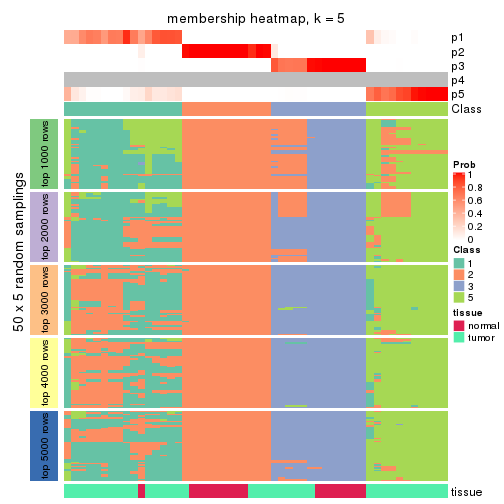 membership heatmap, k = 5
p1
p2
p3
p4
p5
Class
50 x 5 random samplings
top 1000 rows
top 2000 rows
top 3000 rows
top 4000 rows
top 5000 rows
Prob
1
0.8
0.6
0.4
0.2
0
Class
1
2
3
5
tissue
normal
tumor
tissue